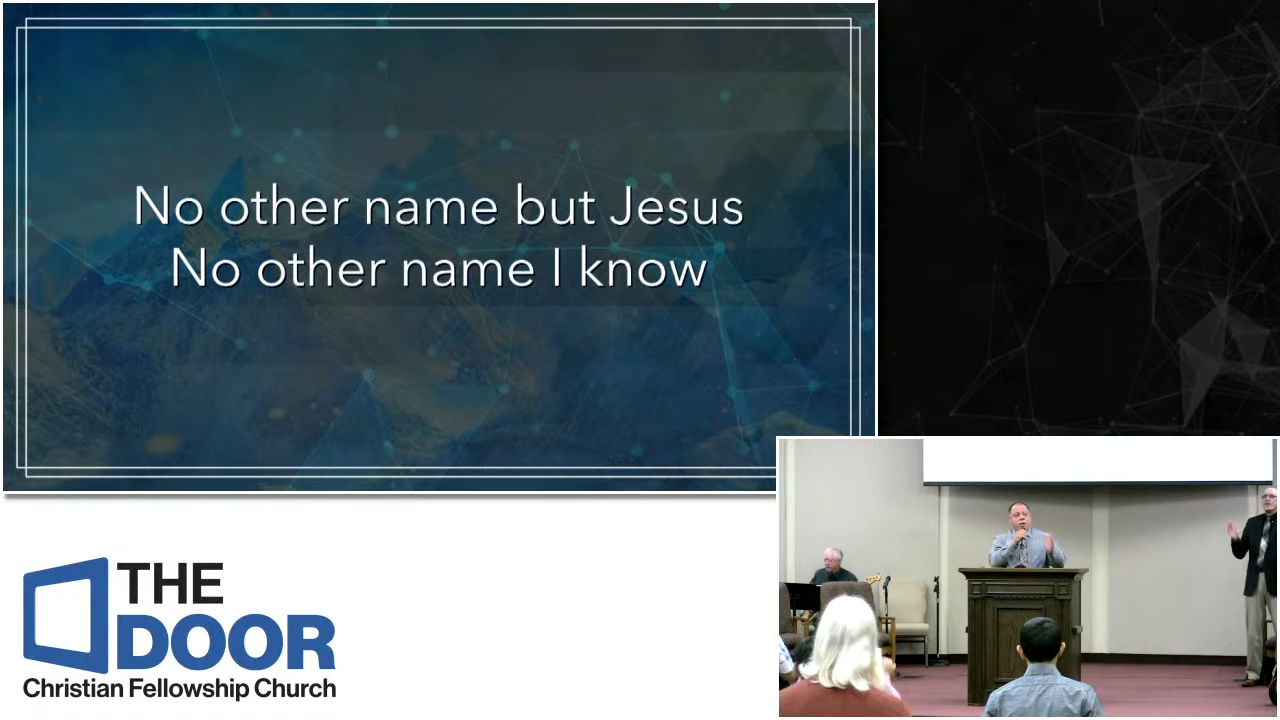 No other name but Jesus
No other name I know
THE
DOOR
Christian Fellowship Church